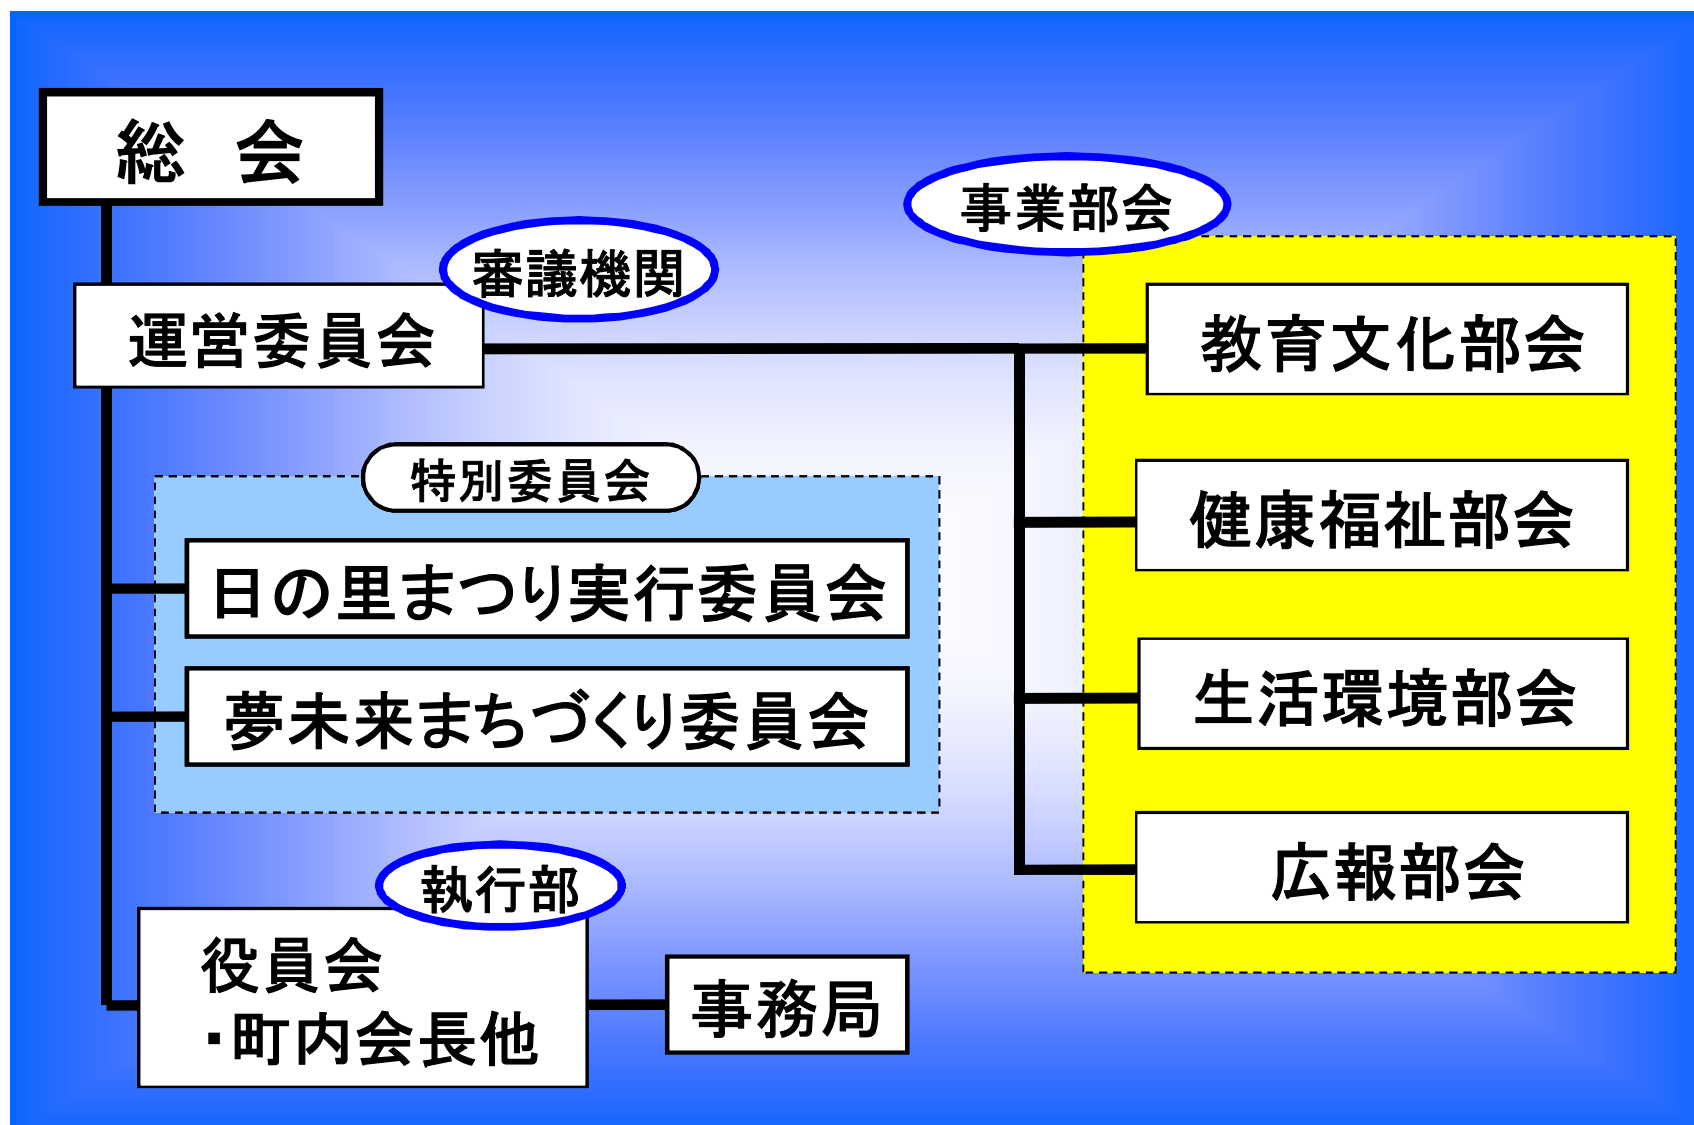 総　会
審議機関
運営委員会
特別委員会
日の里まつり実行委員会
夢未来まちづくり委員会
執行部
役員会
・町内会長他
事務局
事業部会
教育文化部会
健康福祉部会
生活環境部会
広報部会